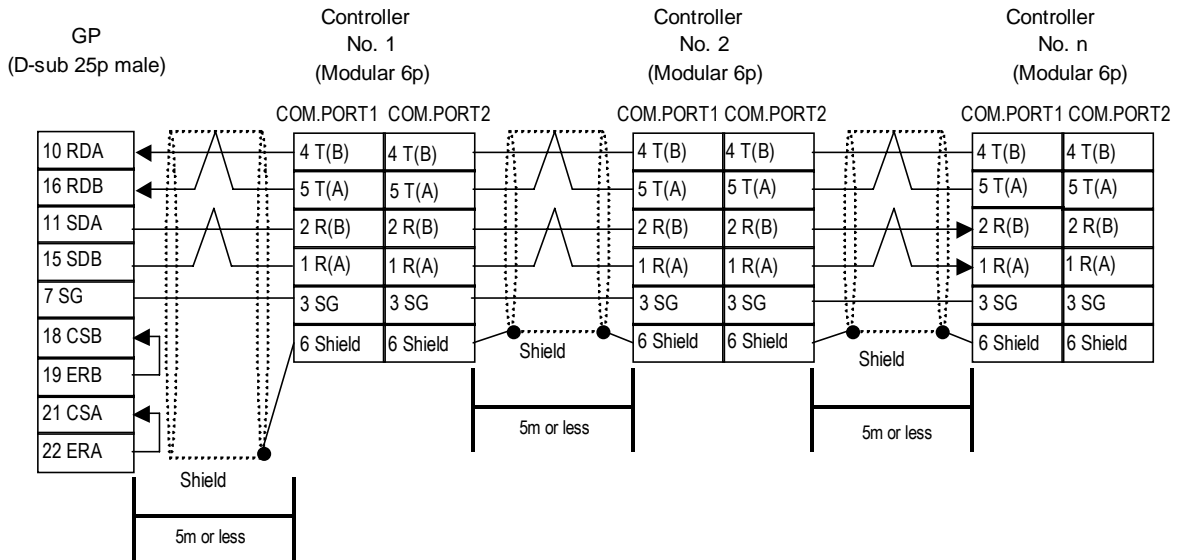 GP
(D-sub 25p male)
Controller
No. 1
(Modular 6p)
Controller
No. 2
(Modular 6p)
Controller
No. n
(Modular 6p)
COM.PORT1 COM.PORT2
COM.PORT1 COM.PORT2
COM.PORT1 COM.PORT2
10 RDA
16 RDB
11 SDA
15 SDB
7 SG
18 CSB
19 ERB
21 CSA
22 ERA
Shield
5m or less
4 T(B) 4 T(B)
5 T(A) 5 T(A)
2 R(B) 2 R(B)
1 R(A) 1 R(A)
3 SG 3 SG
6 Shield 6 Shield
Shield
5m or less
4 T(B) 4 T(B)
5 T(A) 5 T(A)
2 R(B) 2 R(B)
1 R(A) 1 R(A)
3 SG 3 SG
6 Shield 6 Shield
Shield
5m or less
4 T(B) 4 T(B)
5 T(A) 5 T(A)
2 R(B) 2 R(B)
1 R(A) 1 R(A)
3 SG 3 SG
6 Shield 6 Shield